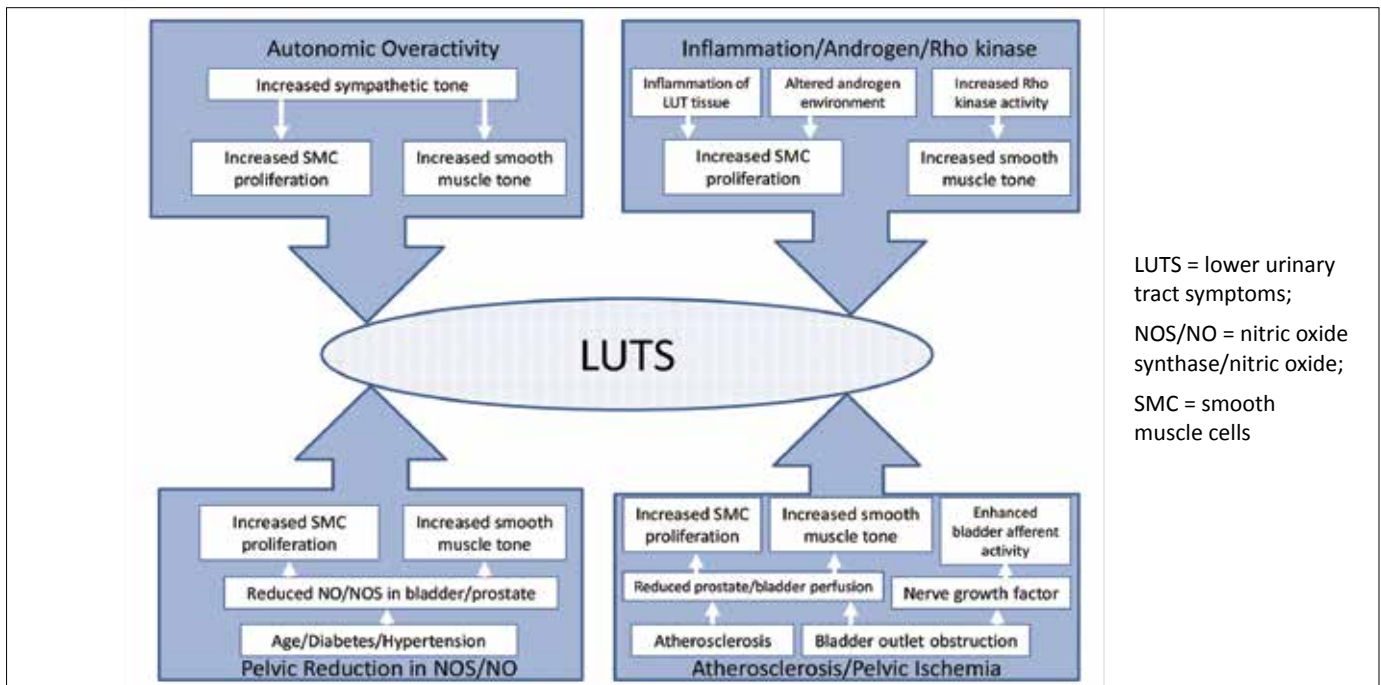 Autonomic Overactivity
Increased sympathetic tone
Increased SMC
proliferation
Increased smooth
muscle tone
Inflammation/Androgen/Rho kinase
Inflammation of
LUT tissue
Altered androgen
environment
Increased Rho
kinase activity
Increased SMC
proliferation
Increased smooth
muscle tone
LUTS
Increased SMC
proliferation
Increased smooth
muscle tone
Reduced NO/NOS in bladder/prostate
Age/Diabetes/Hypertension
Pelvic Reduction in NOS/NO
Increased SMC
proliferation
Increased smooth
muscle tone
Enhanced
bladder afferent
activity
Reduced prostate/bladder perfusion
Nerve growth factor
Atherosclerosis
Bladder outlet obstruction
Atherosclerosis/Pelvic Ischemia
LUTS = lower urinary
tract symptoms;
NOS/NO = nitric oxide
synthase/nitric oxide;
SMC = smooth
muscle cells